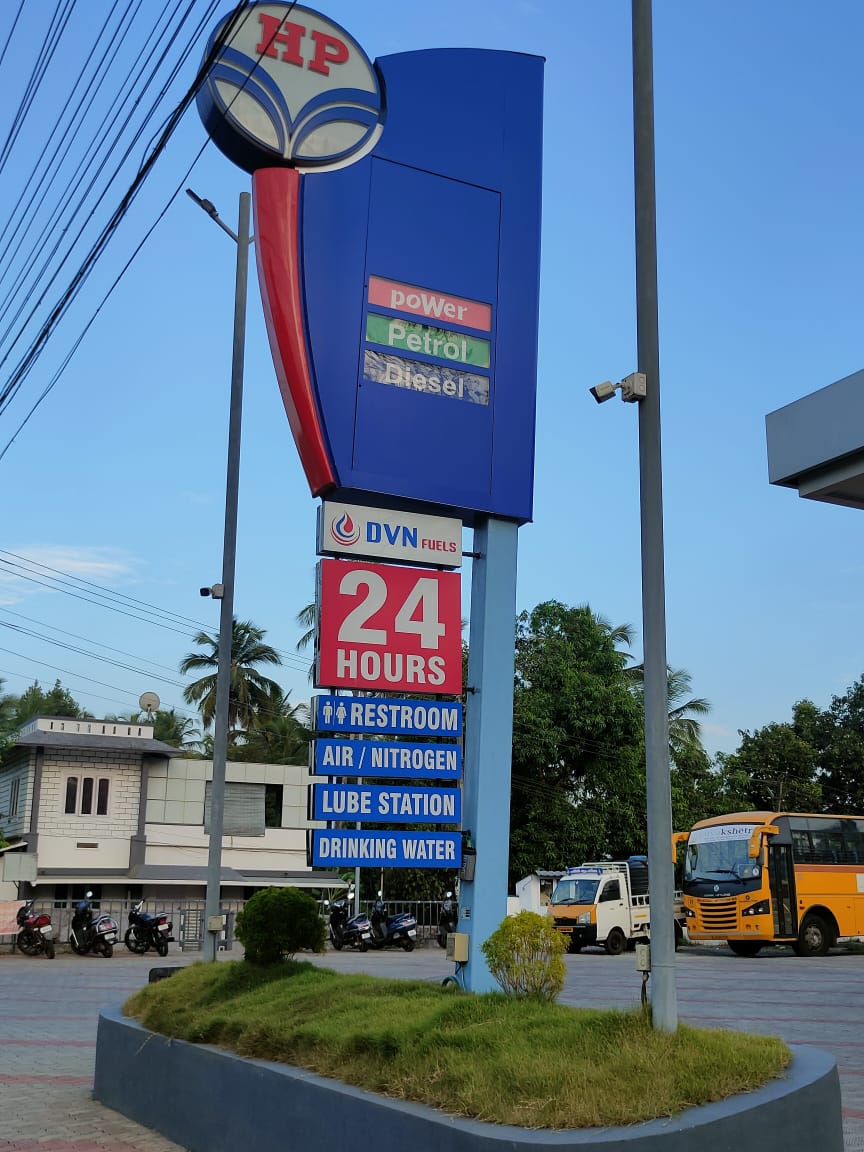 HP
poWer
Petrol
Diesel
DVN FUELS
24
HOURS
RESTROOM
AIR / NITROGEN
LUBE STATION
DRINKING WATER